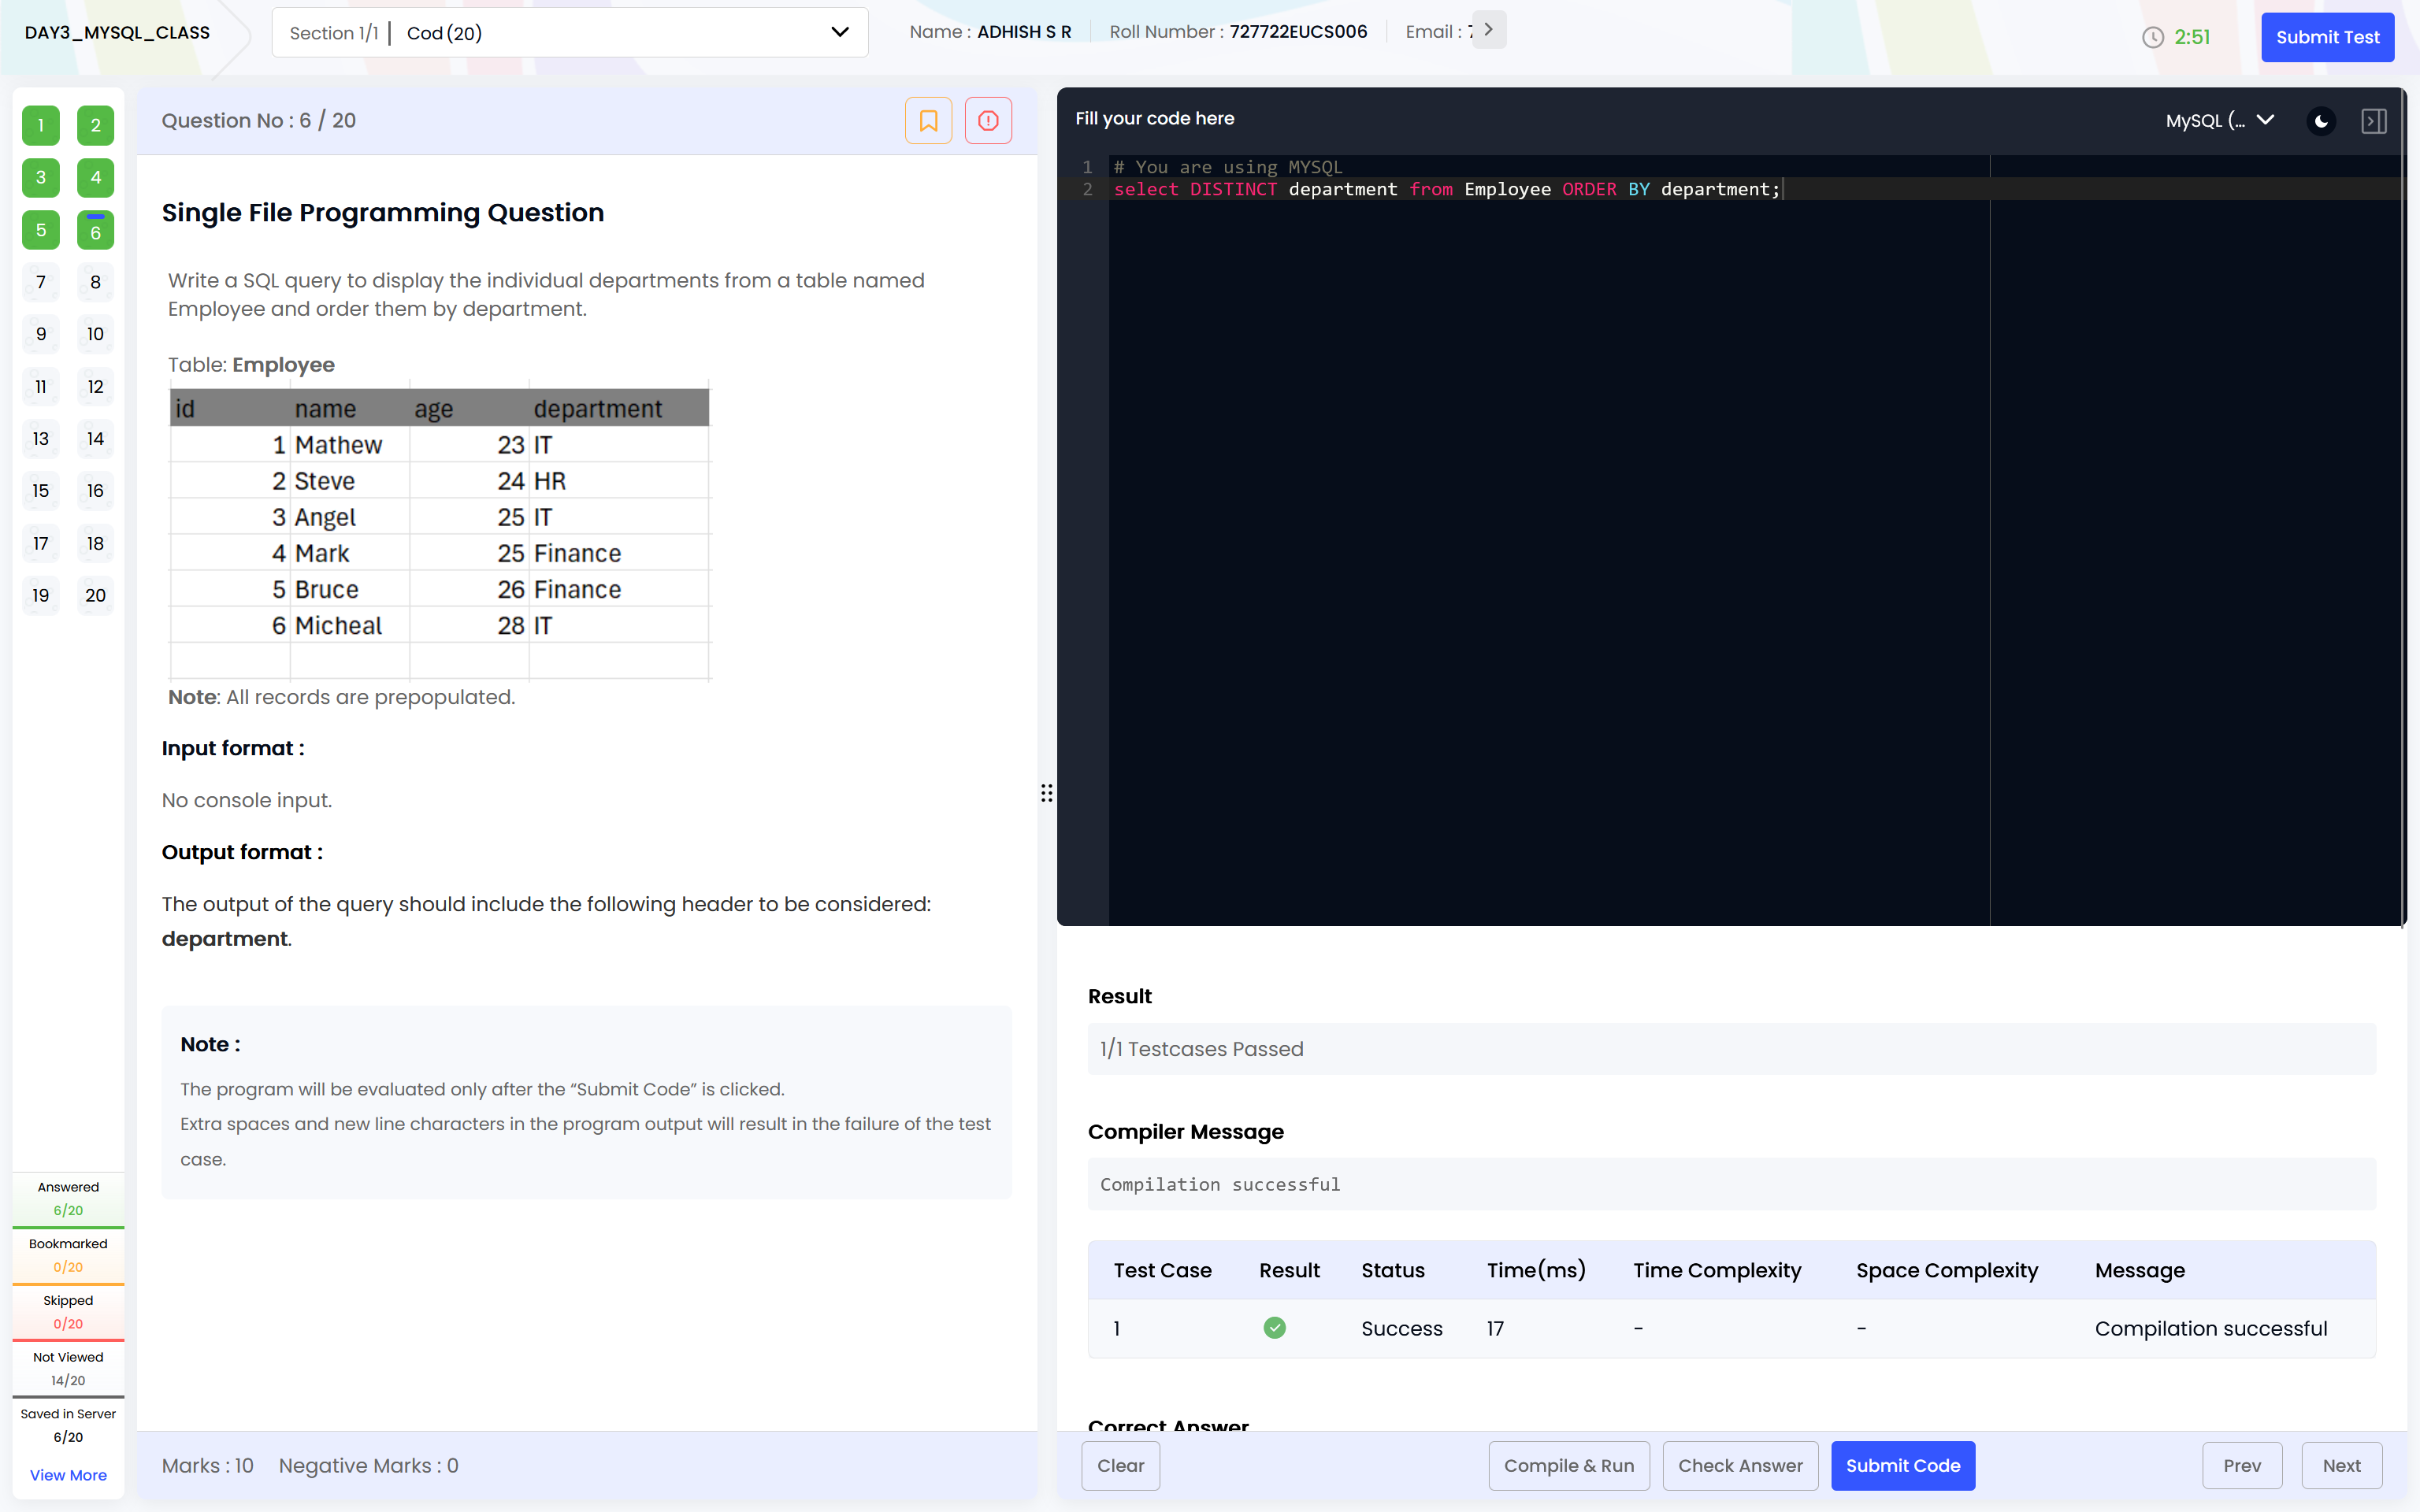 DAY3_MYSQL_CLASS
Section 1/1 | Cod (20)
Name : ADHISH S R
Roll Number : 727722EUCS006
Email :
2:51
Submit Test
1 2
3 4
5 6
7 8
9 10
11 12
13 14
15 16
17 18
19 20
Answered
6/20
Bookmarked
0/20
Skipped
0/20
Not Viewed
14/20
Saved in Server
6/20
View More
Question No : 6 / 20
Single File Programming Question
Write a SQL query to display the individual departments from a table named
Employee and order them by department.
Table: Employee
id name age department
1 Mathew 23 IT
2 Steve 24 HR
3 Angel 25 IT
4 Mark 25 Finance
5 Bruce 26 Finance
6 Micheal 28 IT
Note: All records are prepopulated.
Input format :
No console input.
Output format :
The output of the query should include the following header to be considered:
department.
Note :
The program will be evaluated only after the “Submit Code” is clicked.
Extra spaces and new line characters in the program output will result in the failure of the test
case.
Marks : 10 Negative Marks : 0
Fill your code here
MySQL (...
1 # You are using MYSQL
2 select DISTINCT department from Employee ORDER BY department;
Result
1/1 Testcases Passed
Compiler Message
Compilation successful
Test Case Result Status Time(ms) Time Complexity Space Complexity Message
1 Success 17 - - Compilation successful
Correct Answer
Clear
Compile & Run
Check Answer
Submit Code
Prev
Next